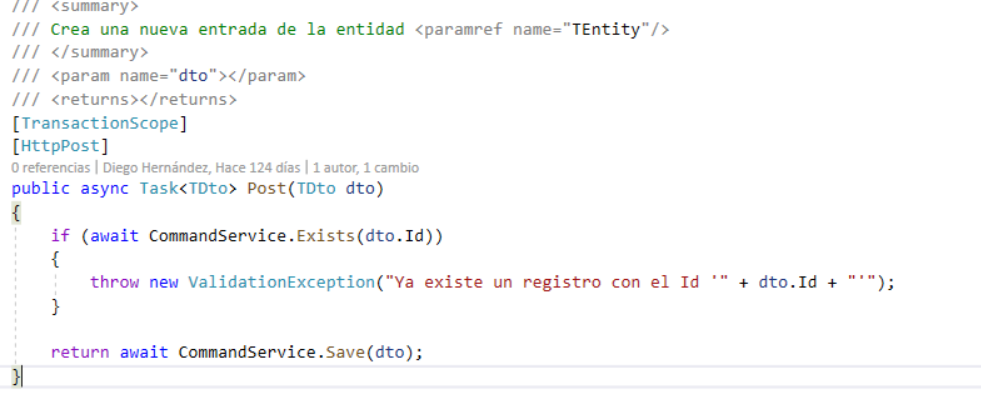 /// <summary>
/// Crea una nueva entrada de la entidad <paramref name="TEntity"/>
/// </summary>
/// <param name="dto"></param>
/// <returns></returns>
[TransactionScope]
[HttpPost]
0 referencias | Diego Hernández, Hace 124 días | 1 autor, 1 cambio
public async Task<TDto> Post(TDto dto)
{
    if (await CommandService.Exists(dto.Id))
    {
        throw new ValidationException("Ya existe un registro con el Id '" + dto.Id + "'");
    }

    return await CommandService.Save(dto);
}